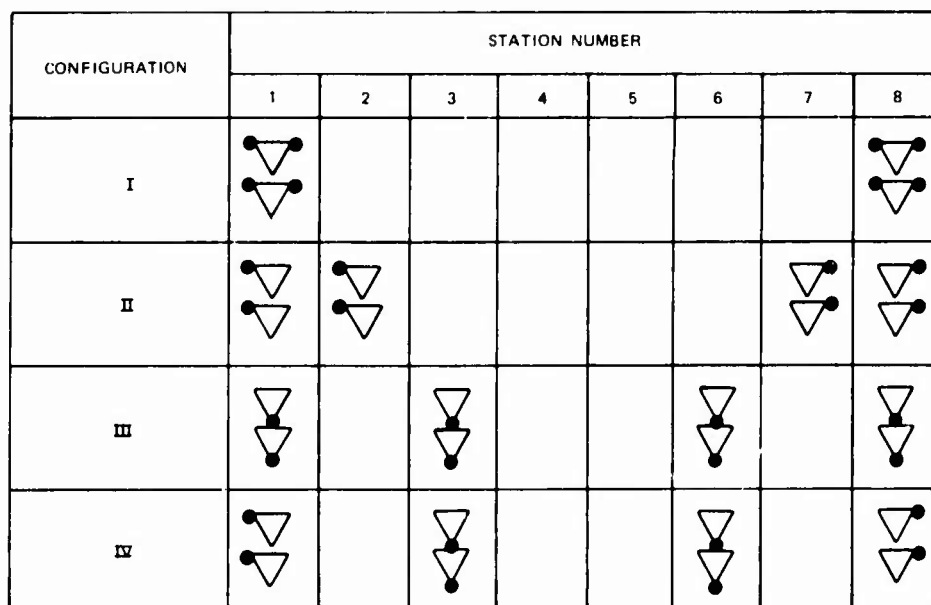 CONFIGURATION
STATION NUMBER
1 2 3 4 5 6 7 8
I
II
III
IV